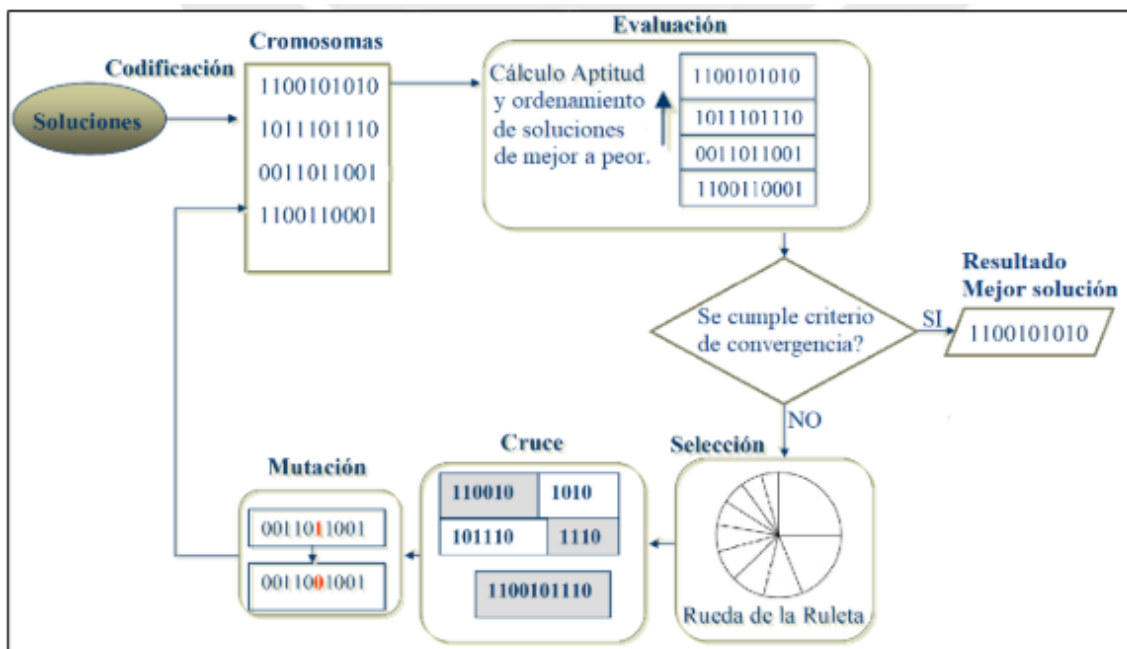 Soluciones
Codificación
Cromosomas
1100101010
1011101110
0011011001
1100110001
Evaluación
Cálculo Aptitud
y ordenamiento
de soluciones
de mejor a peor.
1100101010
1011101110
0011011001
1100110001
Se cumple criterio
de convergencia?
SI
Resultado
Mejor solución
1100101010
NO
Selección
Rueda de la Ruleta
Cruce
110010 1010
101110 1110
1100101110
Mutación
0011011001
0011001001